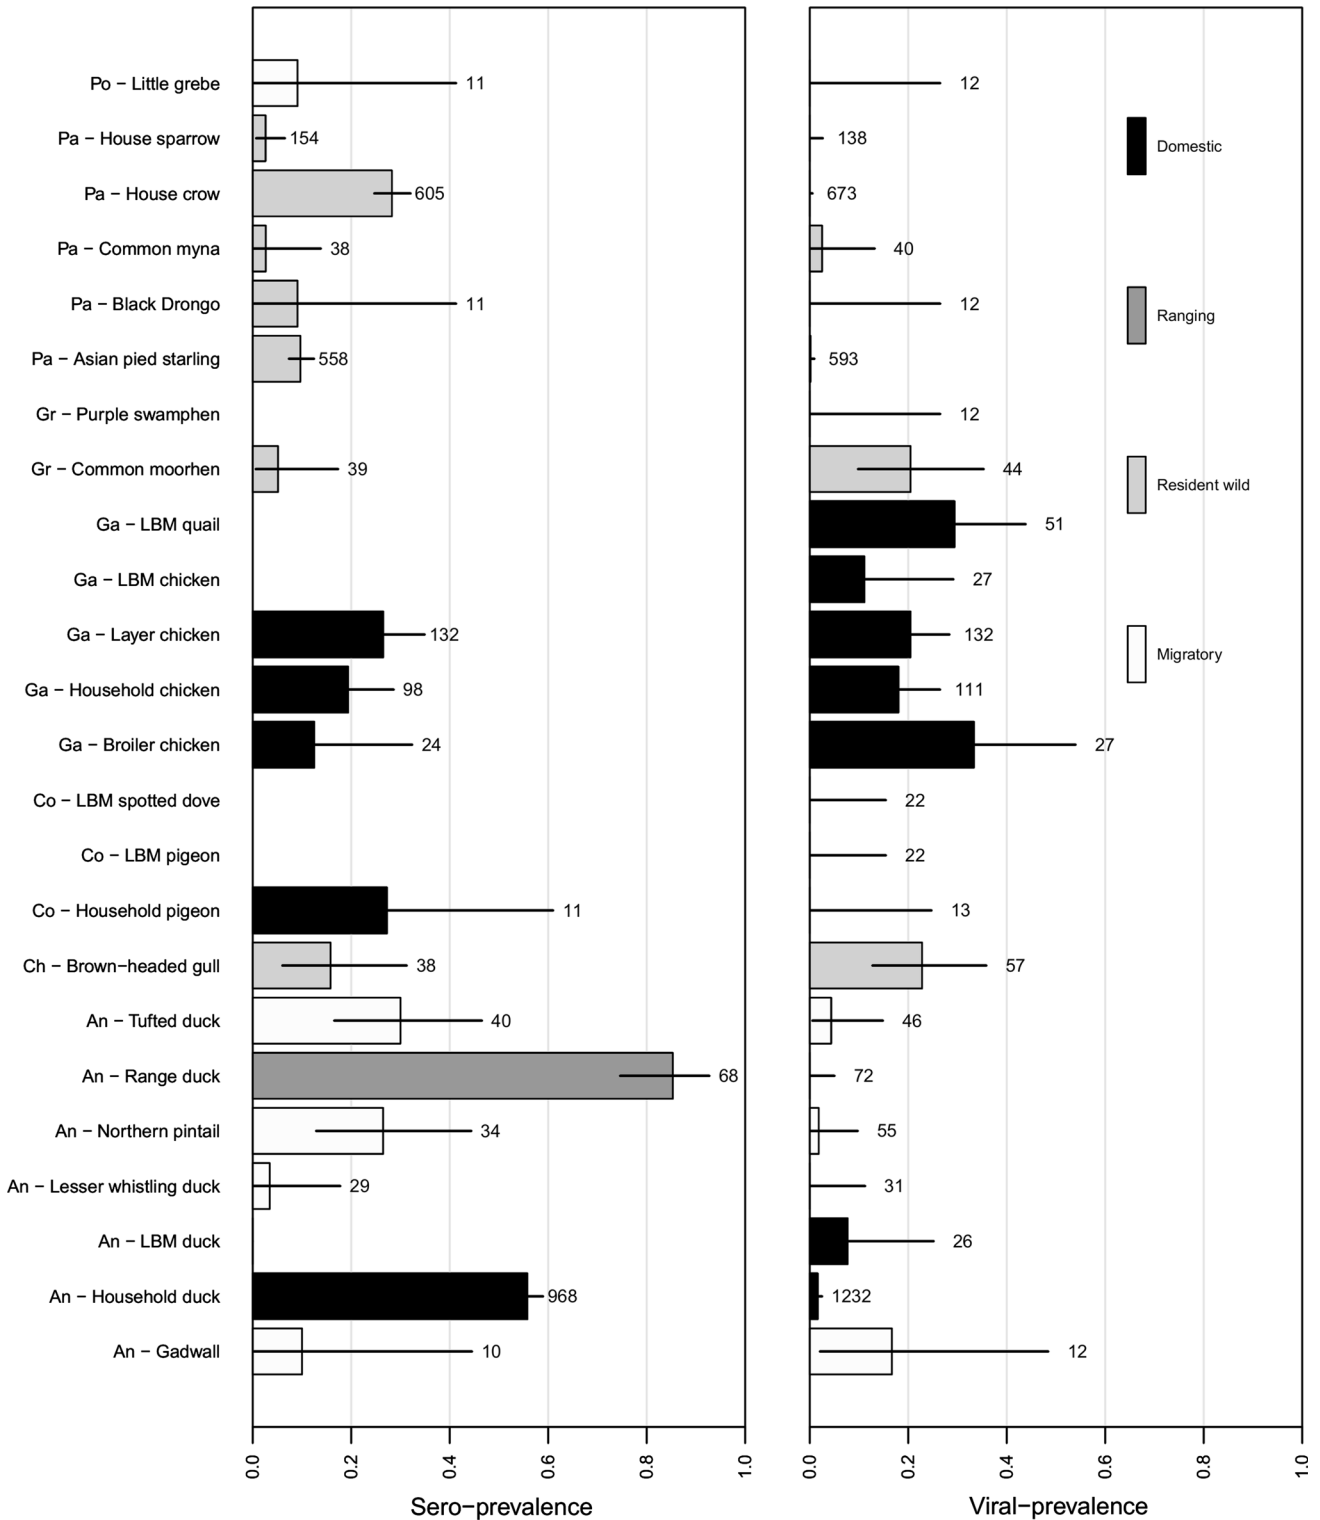 Po − Little grebe 11 12
Pa − House sparrow 154 138
Domestic
Pa − House crow 605 673
Pa − Common myna 38 40
Pa − Black Drongo 11 12
Ranging
Pa − Asian pied starling 558 593
Gr − Purple swamphen 12
Gr − Common moorhen 39 44
Resident wild
Ga − LBM quail 51
Ga − LBM chicken 27
Ga − Layer chicken 132 132
Migratory
Ga − Household chicken 98 111
Ga − Broiler chicken 24 27
Co − LBM spotted dove 22
Co − LBM pigeon 22
Co − Household pigeon 11 13
Ch − Brown−headed gull 38 57
An − Tufted duck 40 46
An − Range duck 68 72
An − Northern pintail 34 55
An − Lesser whistling duck 29 31
An − LBM duck 26
An − Household duck 968 1232
An − Gadwall 10 12
0.0 0.2 0.4 0.6 0.8 1.0 0.0 0.2 0.4 0.6 0.8 1.0
Sero−prevalence Viral−prevalence